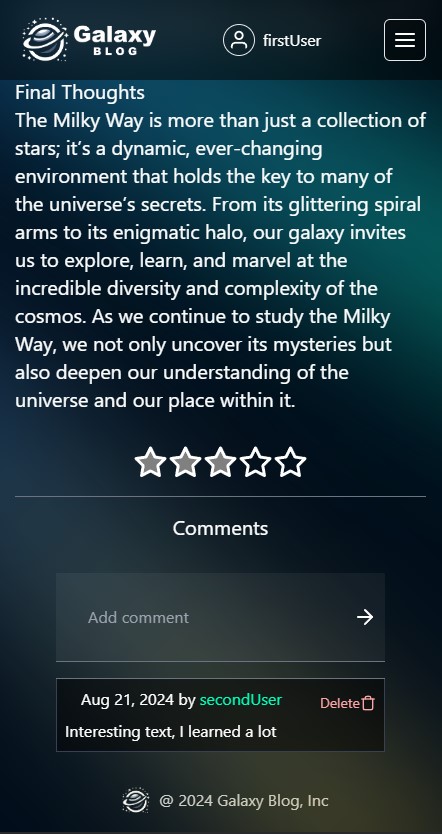 Galaxy
BLOG
firstUser
Final Thoughts
The Milky Way is more than just a collection of
stars; it’s a dynamic, ever-changing
environment that holds the key to many of
the universe’s secrets. From its glittering spiral
arms to its enigmatic halo, our galaxy invites
us to explore, learn, and marvel at the
incredible diversity and complexity of the
cosmos. As we continue to study the Milky
Way, we not only uncover its mysteries but
also deepen our understanding of the
universe and our place within it.
Comments
Add comment
Aug 21, 2024 by secondUser
Delete
Interesting text, I learned a lot
@ 2024 Galaxy Blog, Inc